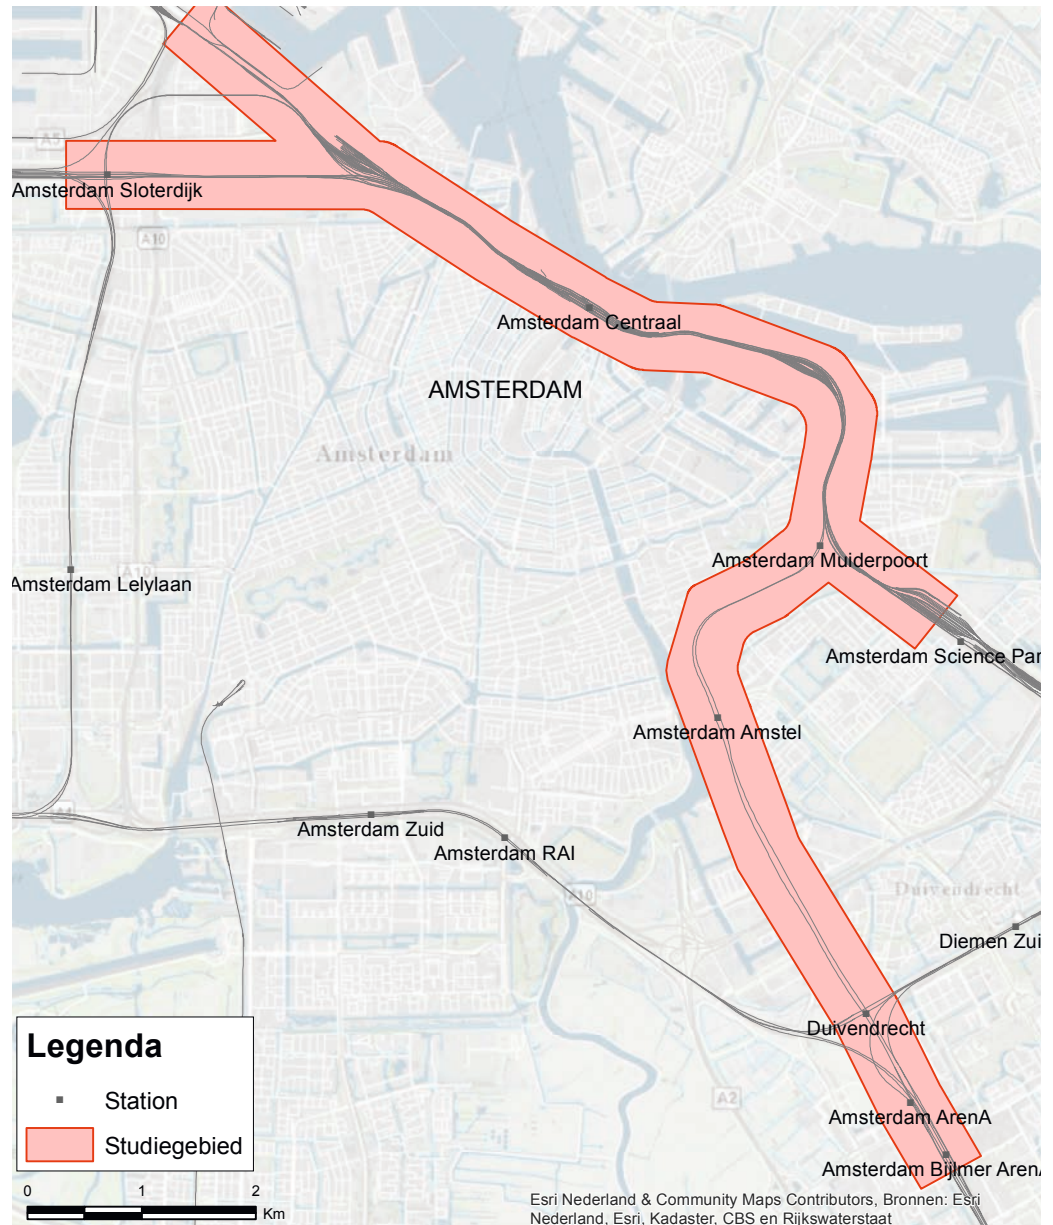 A5
Amsterdam Sloterdijk
A10
Amsterdam Centraal
AMSTERDAM
Amsterdam
Amsterdam Muiderpoort
Amsterdam Lelylaan
Amsterdam Science Par
Amsterdam Amstel
Amsterdam Zuid
Amsterdam RAI
A10
Duivendrecht
Diemen Zui
Duivendrecht
Legenda
Station
Studiegebied
A2
Amsterdam ArenA
Amsterdam Bijlmer ArenA
0 1 2
Km
Esri Nederland & Community Maps Contributors, Bronnen: Esri
Nederland, Esri, Kadaster, CBS en Rijkswaterstaat